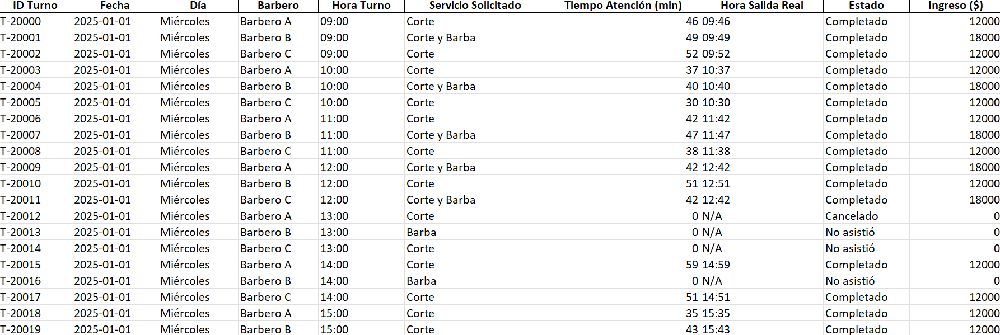 ID Turno Fecha Día Barbero Hora Turno Servicio Solicitado Tiempo Atención (min) Hora Salida Real Estado Ingreso ($)
T-20000 2025-01-01 Miércoles Barbero A 09:00 Corte 46 09:46 Completado 12000
T-20001 2025-01-01 Miércoles Barbero B 09:00 Corte y Barba 49 09:49 Completado 18000
T-20002 2025-01-01 Miércoles Barbero C 09:00 Corte 52 09:52 Completado 12000
T-20003 2025-01-01 Miércoles Barbero A 10:00 Corte 37 10:37 Completado 12000
T-20004 2025-01-01 Miércoles Barbero B 10:00 Corte y Barba 40 10:40 Completado 18000
T-20005 2025-01-01 Miércoles Barbero C 10:00 Corte 30 10:30 Completado 12000
T-20006 2025-01-01 Miércoles Barbero A 11:00 Corte 42 11:42 Completado 12000
T-20007 2025-01-01 Miércoles Barbero B 11:00 Corte y Barba 47 11:47 Completado 18000
T-20008 2025-01-01 Miércoles Barbero C 11:00 Corte 38 11:38 Completado 12000
T-20009 2025-01-01 Miércoles Barbero A 12:00 Corte y Barba 42 12:42 Completado 18000
T-20010 2025-01-01 Miércoles Barbero B 12:00 Corte 51 12:51 Completado 12000
T-20011 2025-01-01 Miércoles Barbero C 12:00 Corte y Barba 42 12:42 Completado 18000
T-20012 2025-01-01 Miércoles Barbero A 13:00 Corte 0 N/A Cancelado 0
T-20013 2025-01-01 Miércoles Barbero B 13:00 Barba 0 N/A No asistió 0
T-20014 2025-01-01 Miércoles Barbero C 13:00 Corte 0 N/A No asistió 0
T-20015 2025-01-01 Miércoles Barbero A 14:00 Corte 59 14:59 Completado 12000
T-20016 2025-01-01 Miércoles Barbero B 14:00 Barba 0 N/A No asistió 0
T-20017 2025-01-01 Miércoles Barbero C 14:00 Corte 51 14:51 Completado 12000
T-20018 2025-01-01 Miércoles Barbero A 15:00 Corte 35 15:35 Completado 12000
T-20019 2025-01-01 Miércoles Barbero B 15:00 Corte 43 15:43 Completado 12000